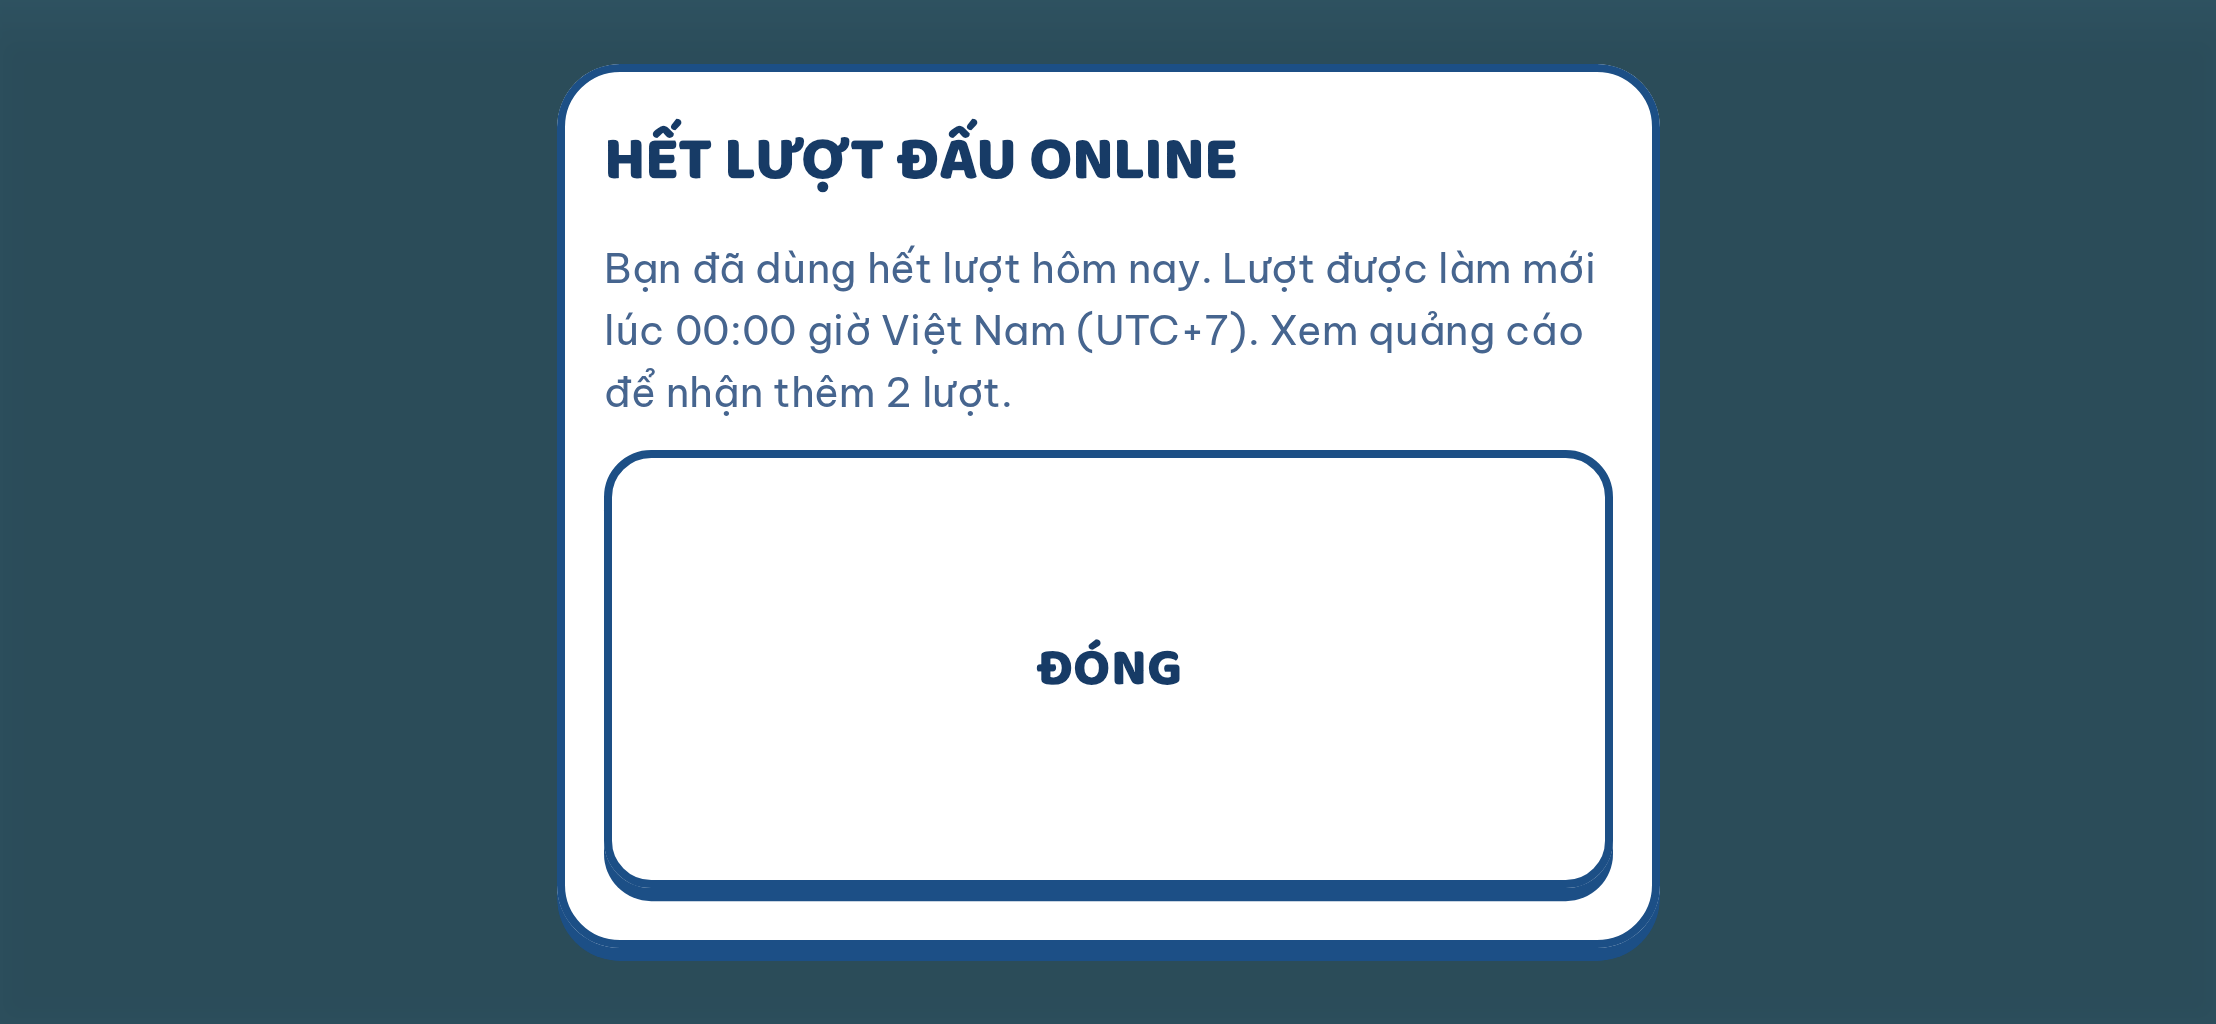 HẾT LƯỢT ĐẤU ONLINE
Bạn đã dùng hết lượt hôm nay. Lượt được làm mới
lúc 00:00 giờ Việt Nam (UTC+7). Xem quảng cáo
để nhận thêm 2 lượt.
ĐÓNG